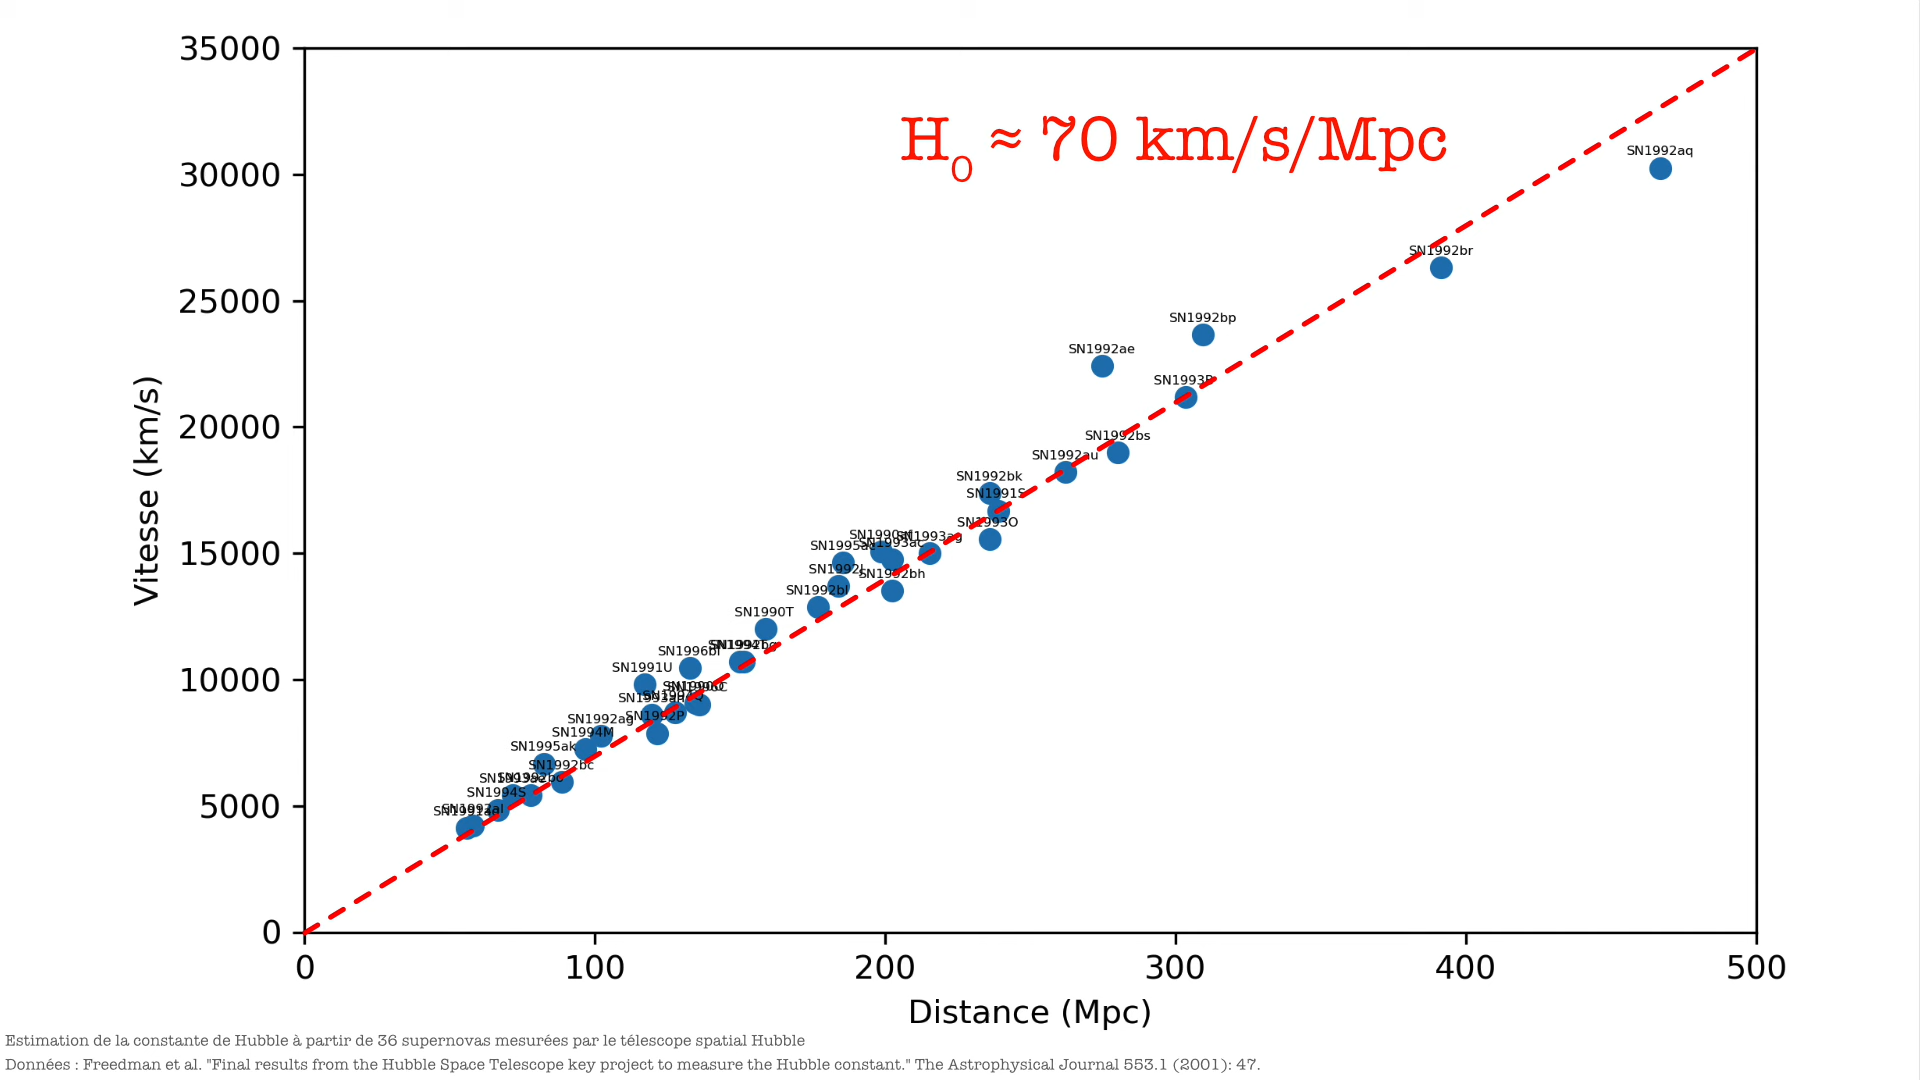 35000
H0 ≈ 70 km/s/Mpc
SN1992aq
30000
SN1992br
25000
SN1992bp
SN1992ae
SN1993B
20000
SN1992bs
SN1992au
SN1992bk
SN1991S
SN1993O
15000
SN1993ag
SN1993ac
SN1995ac
SN1992bh
SN1992bl
SN1990T
SN1996bl
SN1991U
10000
SN1992P
SN1992ag
SN1994M
SN1995ak
SN1992bc
SN1994S
5000
0
0 100 200 300 400 500
Vitesse (km/s)
Distance (Mpc)
Estimation de la constante de Hubble à partir de 36 supernovas mesurées par le télescope spatial Hubble
Données : Freedman et al. "Final results from the Hubble Space Telescope key project to measure the Hubble constant." The Astrophysical Journal 553.1 (2001): 47.